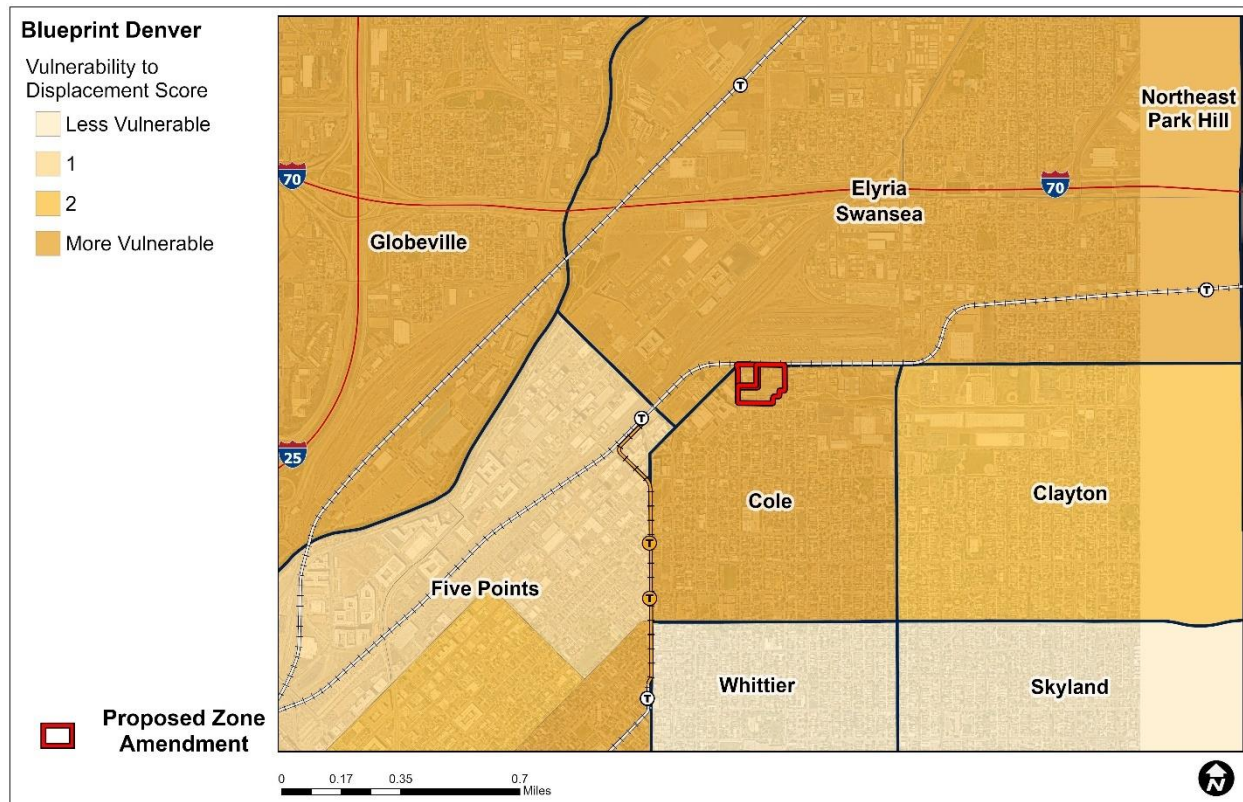 Blueprint Denver
Vulnerability to
Displacement Score
Less Vulnerable
1
2
More Vulnerable
Proposed Zone
Amendment
Northeast
Park Hill
70
Elyria
Swansea
70
Globeville
25
Cole
Clayton
Five Points
Whittier
Skyland
T
T
T
T
T
T
0 0.17 0.35 0.7
Miles
N